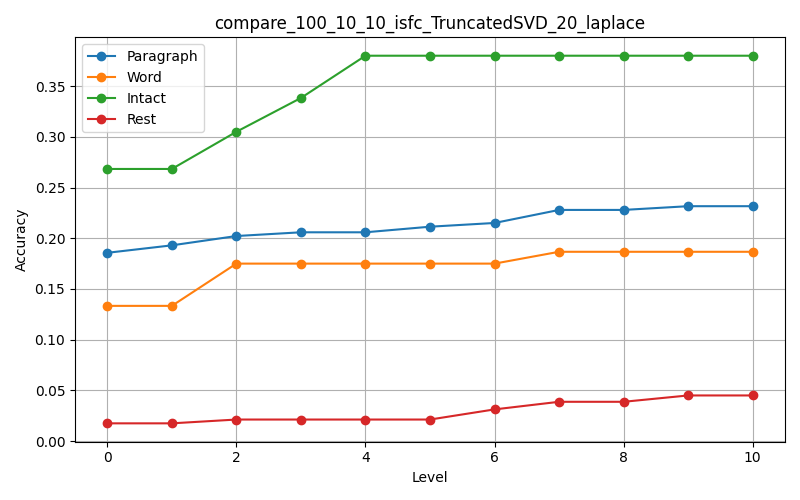 compare_100_10_10_isfc_TruncatedSVD_20_laplace
Paragraph
Word
Intact
Rest
Accuracy
0.35
0.30
0.25
0.20
0.15
0.10
0.05
0.00
0 2 4 6 8 10
Level